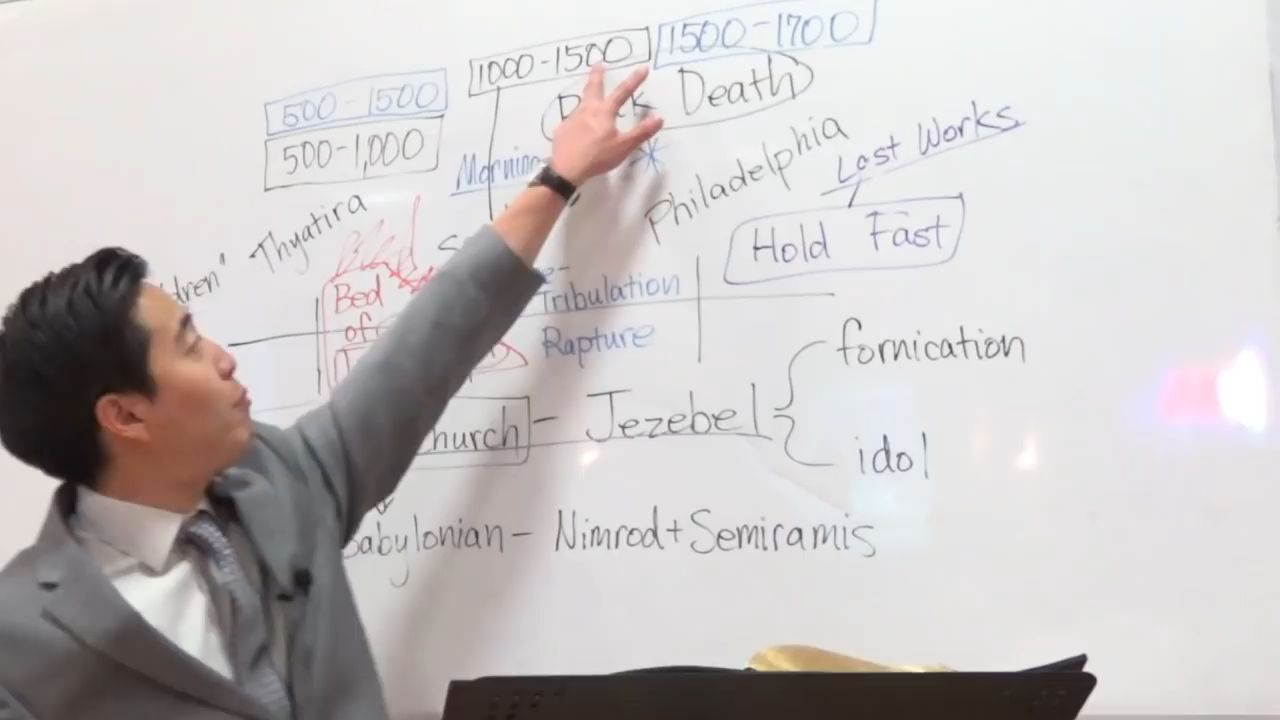 1000-1500
1500-1700
500-1500
500-1,000
Death
Philadelphia
Last Works
Hold Fast
Thyatira
Bed
of
Tribulation
Rapture
fornication
Jezebel
idol
- Nimrod + Semiramis